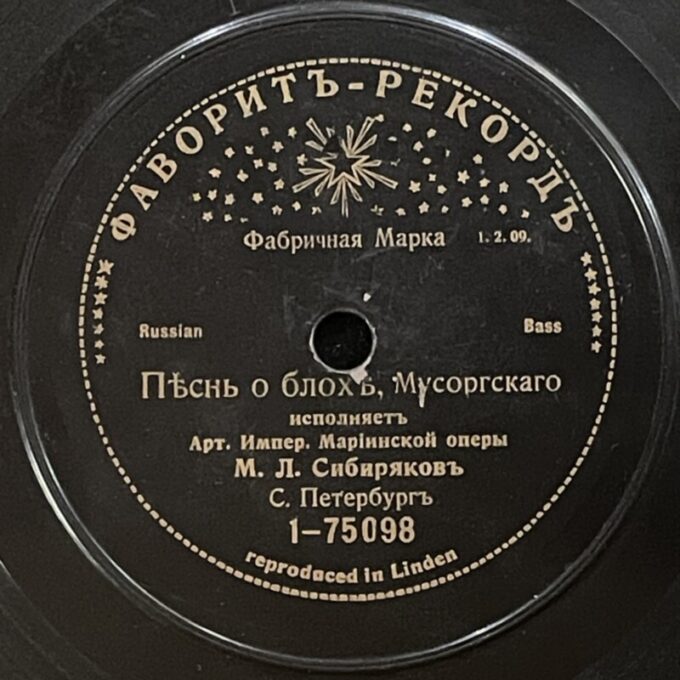 ФАВОРИТЪ-РЕКОРДЪ
Фабричная Марка 1. 2. 09.
Russian Bass
Пѣснь о блохѣ, Мусоргскаго
исполняетъ
Арт. Импер. Маріинской оперы
М. Л. Сибиряковъ
С. Петербургъ
1-75098
reproduced in Linden